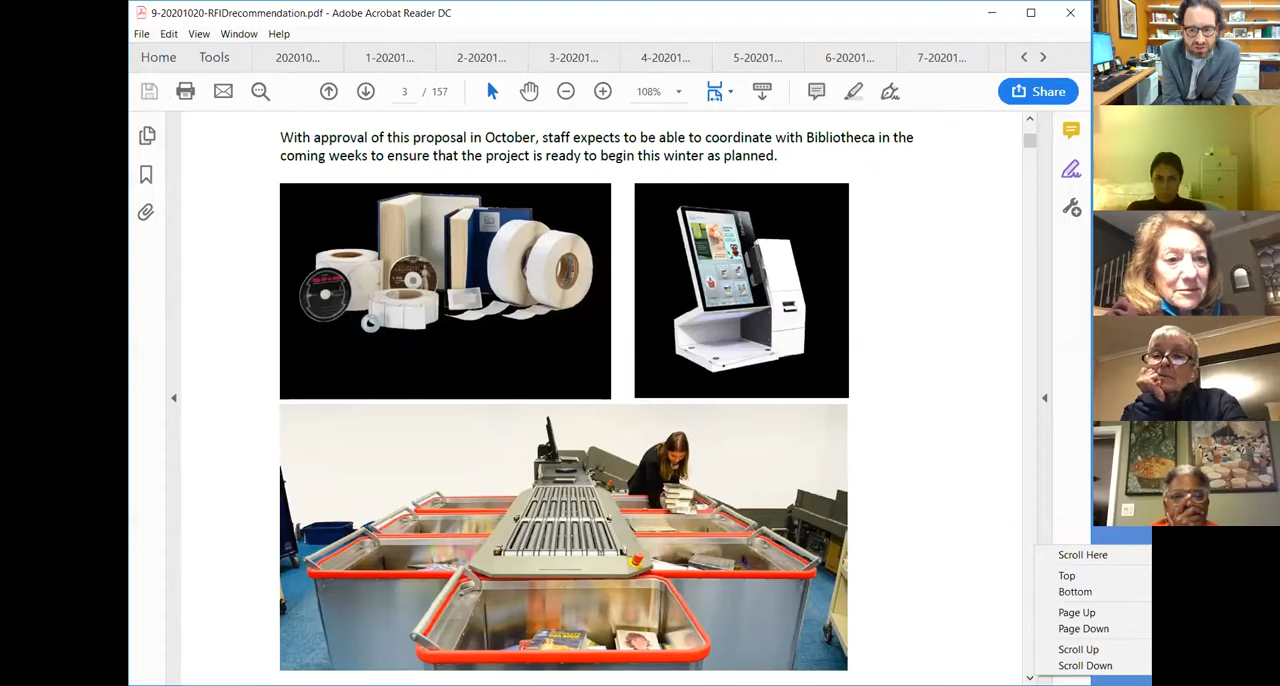 9-20201020-RFIDrecommendation.pdf - Adobe Acrobat Reader DC
File Edit View Window Help
Home Tools 202010... 1-20201... 2-20201... 3-20201... 4-20201... 5-20201... 6-20201... 7-20201...
3 / 157 108% Share
With approval of this proposal in October, staff expects to be able to coordinate with Bibliotheca in the
coming weeks to ensure that the project is ready to begin this winter as planned.
Scroll Here
Top
Bottom
Page Up
Page Down
Scroll Up
Scroll Down